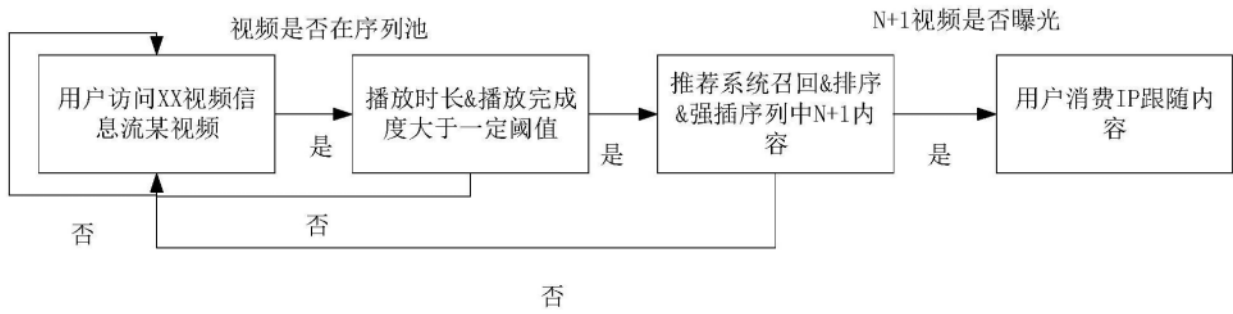 视频是否在序列池
N+1视频是否曝光
用户访问XX视频信
息流某视频
是
播放时长&播放完成
度大于一定阈值
是
推荐系统召回&排序
&强插序列中N+1内
容
是
用户消费IP跟随内
容
否
否
否